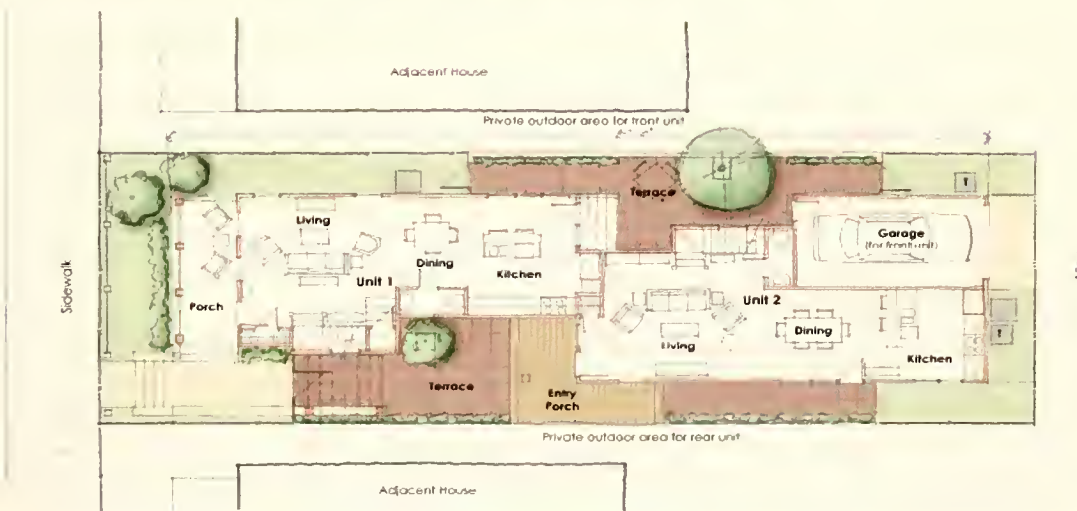 Adjacent House
Private outdoor area for front unit
Terrace
Living
Garage
(for front unit)
Dining
Kitchen
Unit 1
Unit 2
Sidewalk
Porch
Living
Dining
Kitchen
Terrace
Entry
Porch
Private outdoor area for rear unit
Adjacent House
T
T